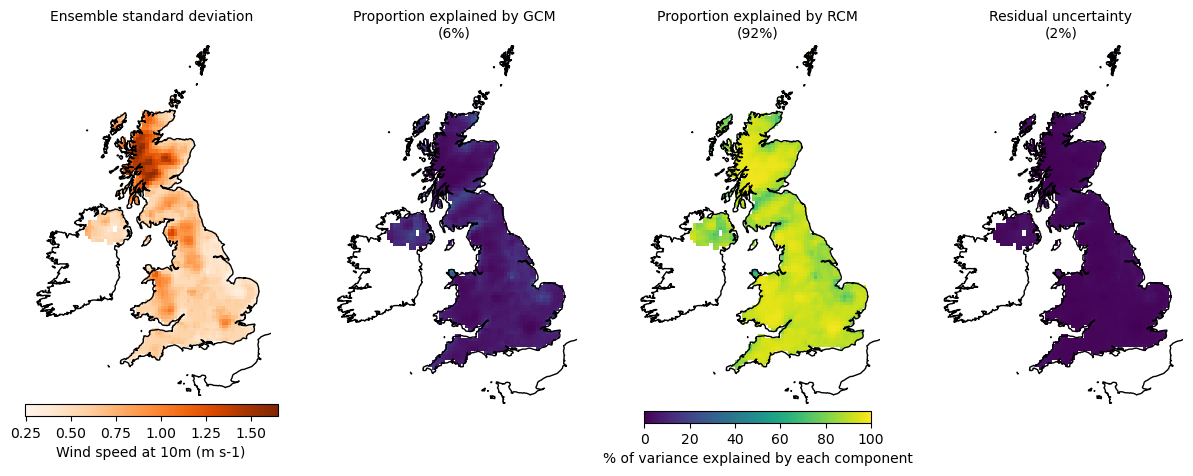 Ensemble standard deviation
Proportion explained by GCM
(6%)
Proportion explained by RCM
(92%)
Residual uncertainty
(2%)
0.25 0.50 0.75 1.00 1.25 1.50
Wind speed at 10m (m s-1)
0 20 40 60 80 100
% of variance explained by each component